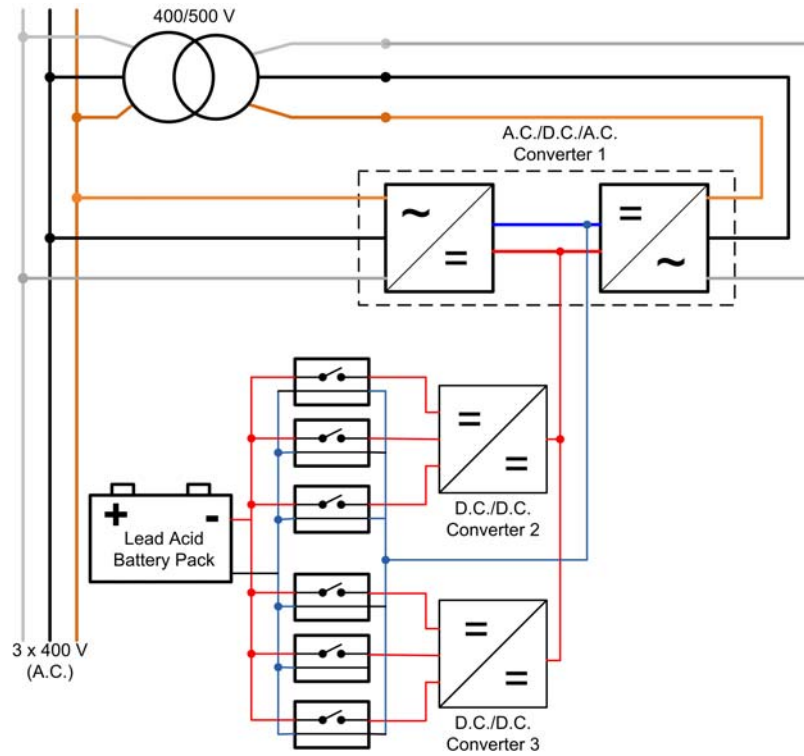 400/500 V
A.C./D.C./A.C.
Converter 1
~
=
=
~
=
=
D.C./D.C.
Converter 2
+ -
Lead Acid
Battery Pack
=
=
3 x 400 V
(A.C.)
D.C./D.C.
Converter 3